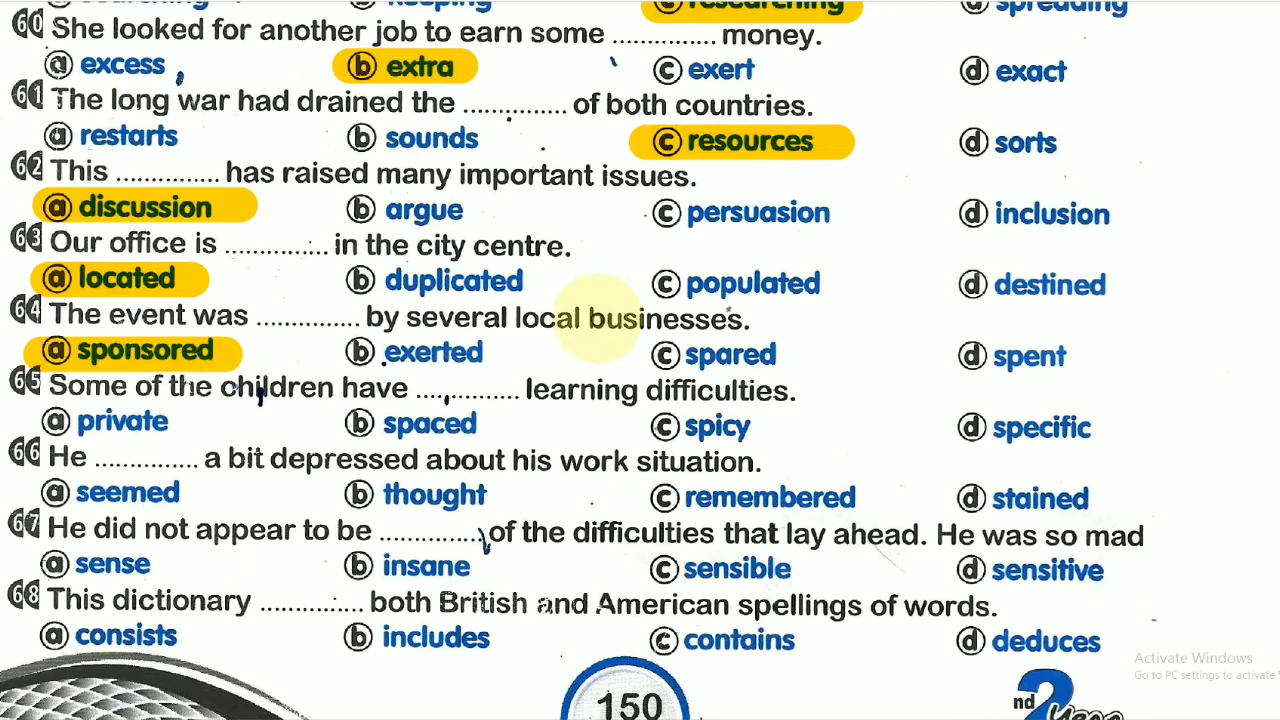 researching
spreading
60 She looked for another job to earn some .............. money.
a excess b extra c exert d exact
61 The long war had drained the .............. of both countries.
a restarts b sounds c resources d sorts
62 This .............. has raised many important issues.
a discussion b argue c persuasion d inclusion
63 Our office is .............. in the city centre.
a located b duplicated c populated d destined
64 The event was .............. by several local businesses.
a sponsored b exerted c spared d spent
65 Some of the children have .............. learning difficulties.
a private b spaced c spicy d specific
66 He .............. a bit depressed about his work situation.
a seemed b thought c remembered d stained
67 He did not appear to be .............. of the difficulties that lay ahead. He was so mad
a sense b insane c sensible d sensitive
68 This dictionary .............. both British and American spellings of words.
a consists b includes c contains d deduces
Activate Windows
Go to PC settings to activate
150
2nd Year